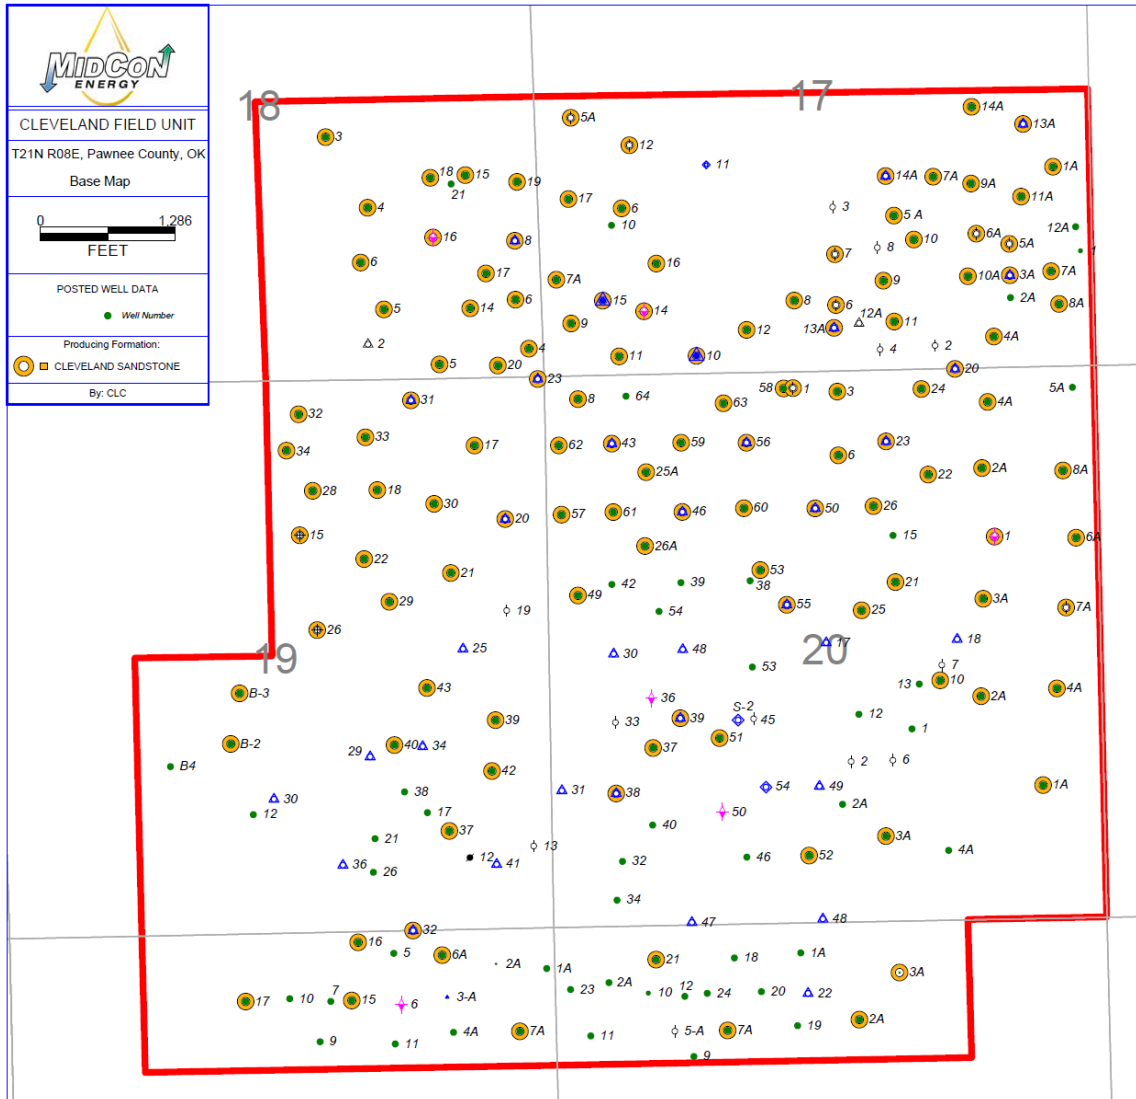 MIDCON
ENERGY
CLEVELAND FIELD UNIT
T21N R08E, Pawnee County, OK
Base Map
0 1,286
FEET
POSTED WELL DATA
Well Number
Producing Formation:
CLEVELAND SANDSTONE
By: CLC
18 17
14A
5A 13A
3
12
11 1A
18 15 19 14A 7A 9A
21
17 11A
4 6 3
5 A
10 12A
16 8 6A
10 5A
8 1
7
6 16
17 7A 9 10A 3A 7A
6 15 8 2A
5 14 14 6 8A
9 12A
12 13A 11
2 4A
4 4 2
11 10
5 20 20
23
58 1 3 24 5A
31 8 64 63 4A
32
33 17 62 43 59 56 23
34 6
25A 22 2A 8A
28 18
30 26
57 61 46 60 50
20
15 15 1 6A
26A
22
21 53
42 39 38 21
49
29 55 3A
19 54 25 7A
26
17 18
25 30 48
19 20
53 7
43 13 10
B-3 2A 4A
36
S-2 12
39 33 39 45
1
51
B-2 40 34 37
29 2 6
B4
42
54 49 1A
38 31 38
30 2A
12 17 50
40
37
21 3A
13
12 52 4A
36 41 32 46
26
34
47 48
32
16
5 6A 1A
2A 21 18
1A 3A
2A
23 10 12 24 20 22
17 10 7 15 6 3-A
2A
19
4A 7A 5-A 7A
9 11 11
9